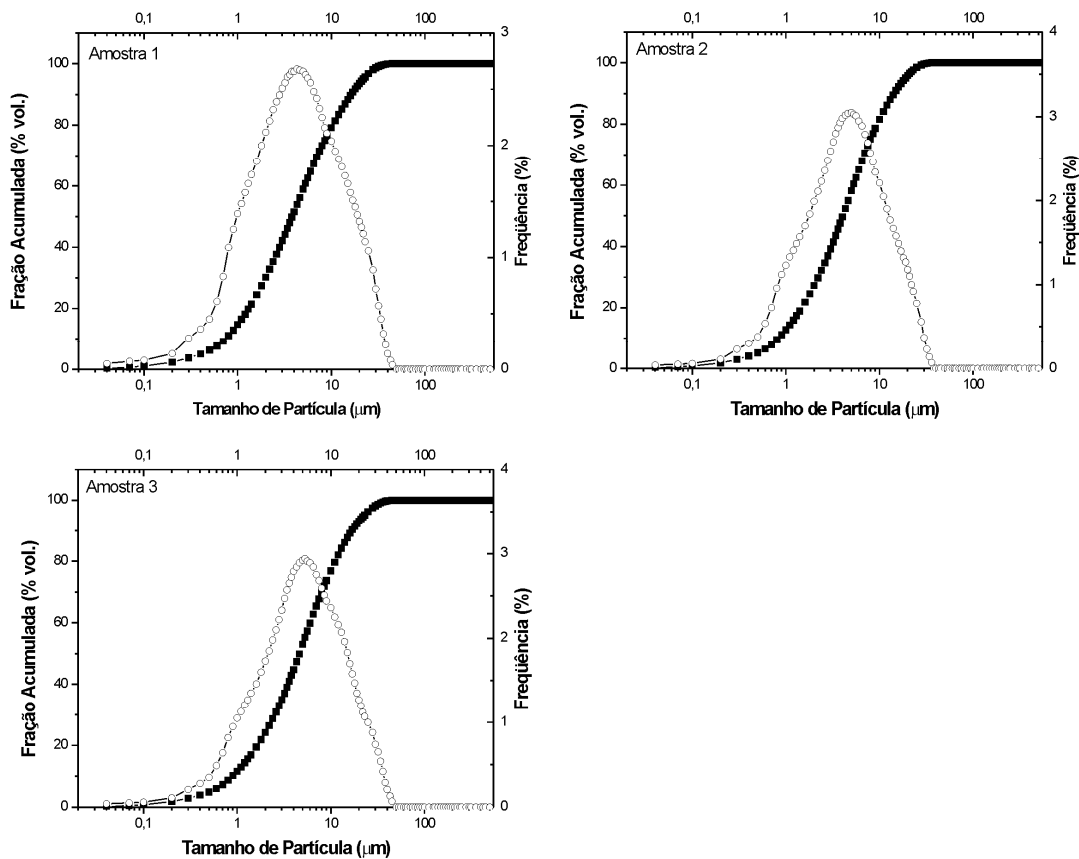 0,1 1 10 100
Amostra 1
Fração Acumulada (% vol.)
100
80
60
40
20
0
3
2
1
0
Freqüência (%)
0,1 1 10 100
Tamanho de Partícula (μm)
0,1 1 10 100
Amostra 2
Fração Acumulada (% vol.)
100
80
60
40
20
0
4
3
2
1
0
Freqüência (%)
0,1 1 10 100
Tamanho de Partícula (μm)
0,1 1 10 100
Amostra 3
Fração Acumulada (% vol.)
100
80
60
40
20
0
4
3
2
1
0
Freqüência (%)
0,1 1 10 100
Tamanho de Partícula (μm)